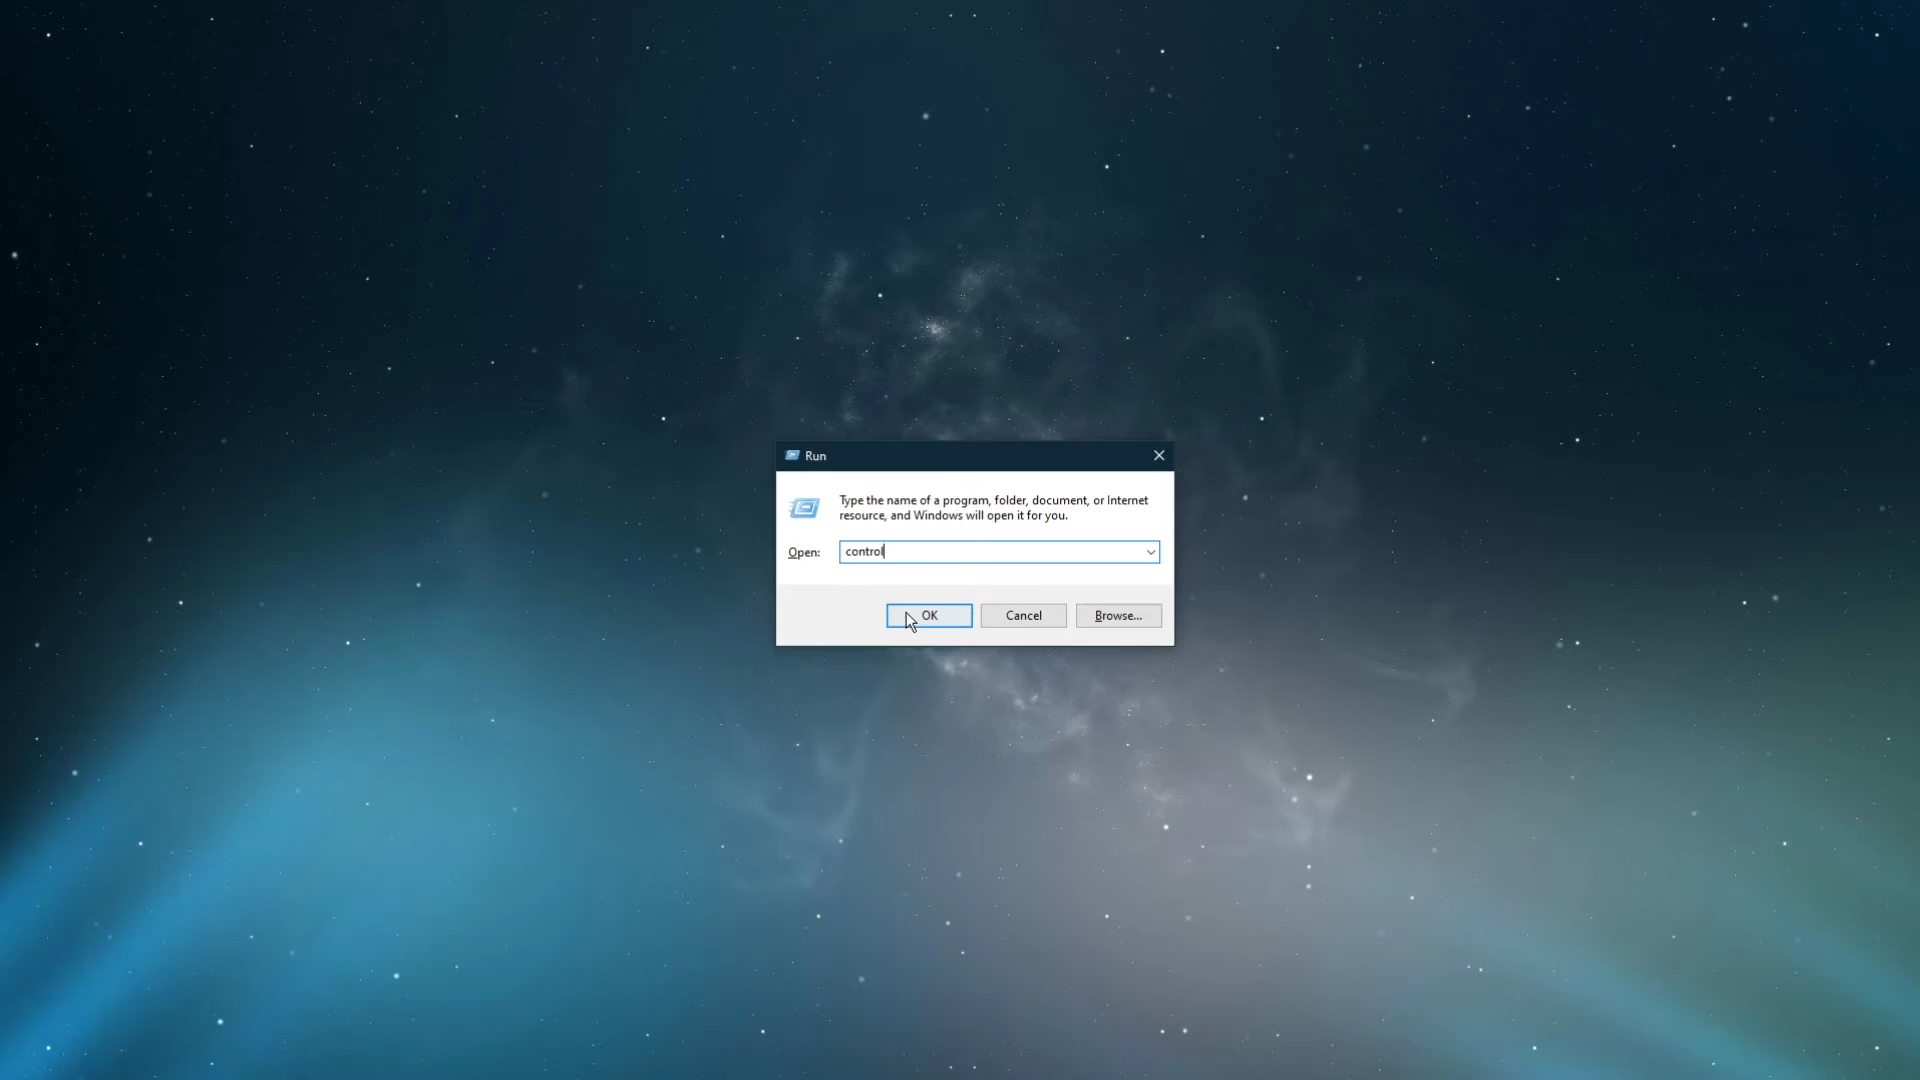 Run
Type the name of a program, folder, document, or Internet
resource, and Windows will open it for you.
Open: control
OK Cancel Browse...